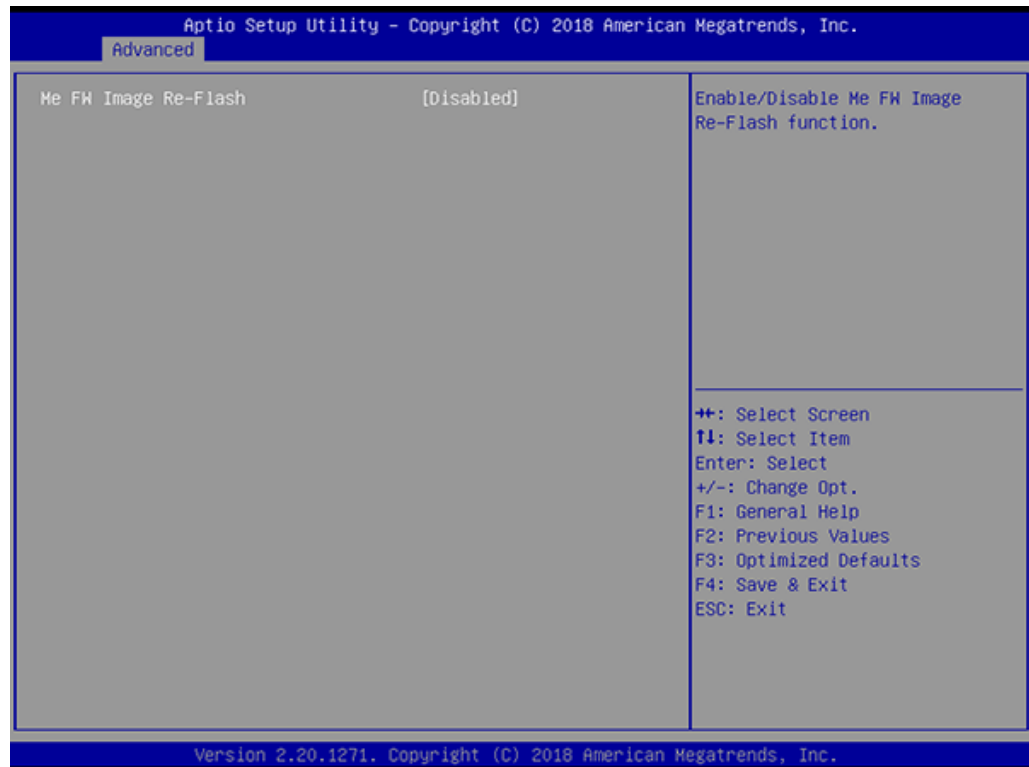 Aptio Setup Utility – Copyright (C) 2018 American Megatrends, Inc.
Advanced
Me FW Image Re-Flash [Disabled]
Enable/Disable Me FW Image
Re-Flash function.
→←: Select Screen
↑↓: Select Item
Enter: Select
+/-: Change Opt.
F1: General Help
F2: Previous Values
F3: Optimized Defaults
F4: Save & Exit
ESC: Exit
Version 2.20.1271. Copyright (C) 2018 American Megatrends, Inc.